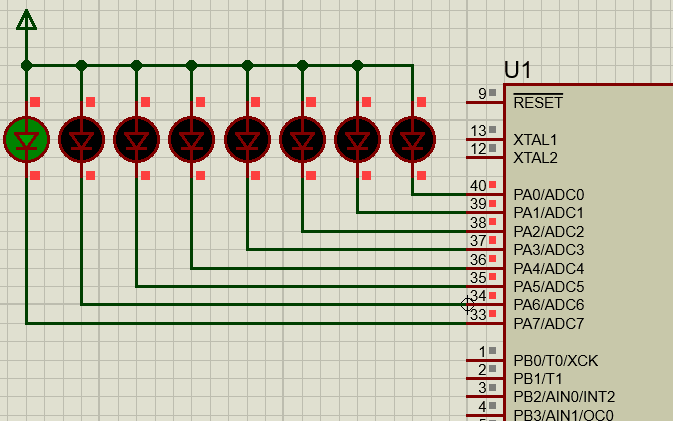 U1
9
RESET
13
XTAL1
12
XTAL2
40
PA0/ADC0
39
PA1/ADC1
38
PA2/ADC2
37
PA3/ADC3
36
PA4/ADC4
35
PA5/ADC5
34
PA6/ADC6
33
PA7/ADC7
1
PB0/T0/XCK
2
PB1/T1
3
PB2/AIN0/INT2
4
PB3/AIN1/OC0